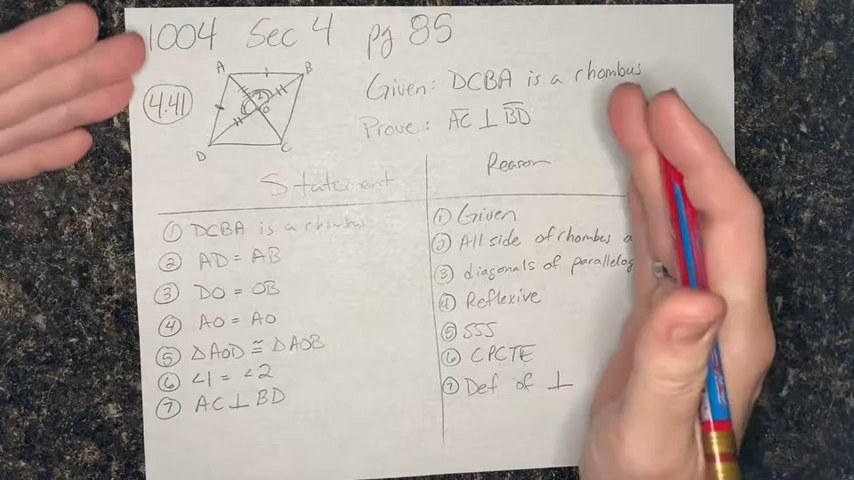 1004 Sec 4 pg 85
4.41
A B
1 2
O
D C
Given: DCBA is a rhombus
Prove: AC ⊥ BD
Statement Reason
① DCBA is a rhombus ① Given
② AD = AB ② All side of rhombus
③ DO = OB ③ diagonals of parallelog
④ AO = AO ④ Reflexive
⑤ △AOD ≅ △AOB ⑤ SSS
⑥ ∠1 = ∠2 ⑥ CPCTE
⑦ AC ⊥ BD ⑦ Def of ⊥